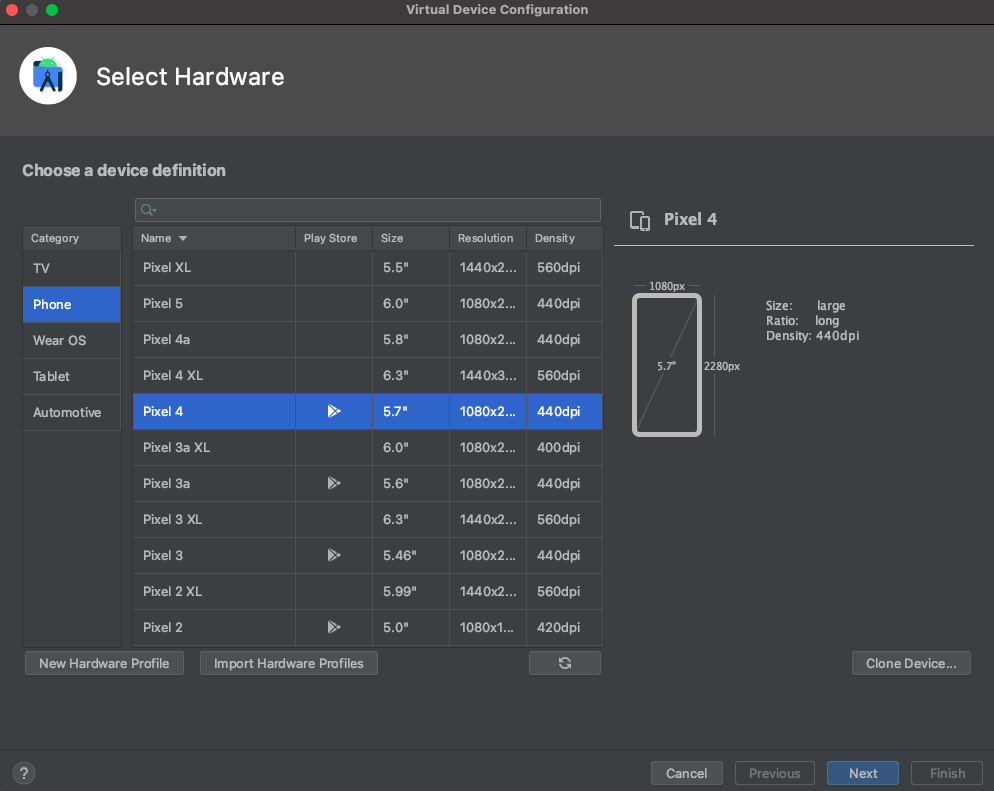 Virtual Device Configuration
Select Hardware
Choose a device definition
Category
TV
Phone
Wear OS
Tablet
Automotive
Name Play Store Size Resolution Density
Pixel XL 5.5" 1440x2... 560dpi
Pixel 5 6.0" 1080x2... 440dpi
Pixel 4a 5.8" 1080x2... 440dpi
Pixel 4 XL 6.3" 1440x3... 560dpi
Pixel 4 5.7" 1080x2... 440dpi
Pixel 3a XL 6.0" 1080x2... 400dpi
Pixel 3a 5.6" 1080x2... 440dpi
Pixel 3 XL 6.3" 1440x2... 560dpi
Pixel 3 5.46" 1080x2... 440dpi
Pixel 2 XL 5.99" 1440x2... 560dpi
Pixel 2 5.0" 1080x1... 420dpi
Pixel 4
1080px
5.7"
2280px
Size: large
Ratio: long
Density: 440dpi
New Hardware Profile Import Hardware Profiles Clone Device...
? Cancel Previous Next Finish